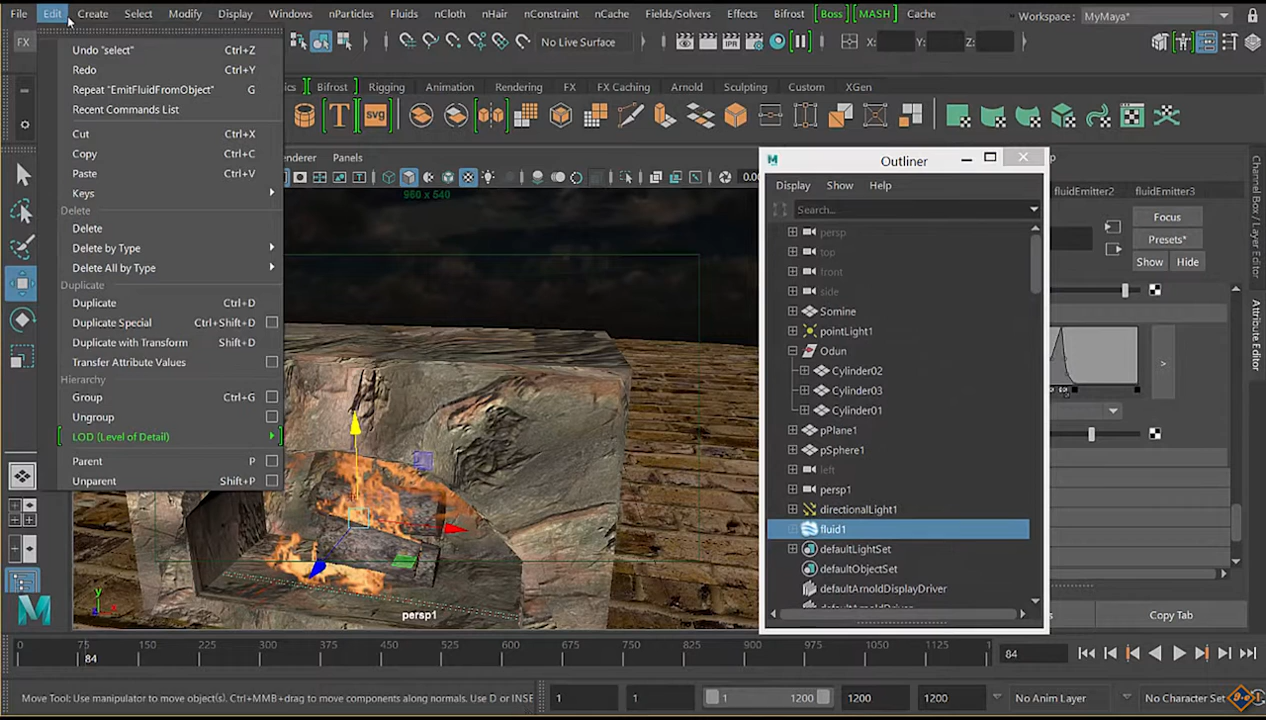 File Edit Create Select Modify Display Windows nParticles Fluids nCloth nHair nConstraint nCache Fields/Solvers Effects Bifrost Boss MASH Cache Workspace : MyMaya*
FX No Live Surface X: Y: Z:
Bifrost Rigging Animation Rendering FX FX Caching Arnold Sculpting Custom XGen
Undo "select" Ctrl+Z
Redo Ctrl+Y
Repeat "EmitFluidFromObject" G
Recent Commands List
Cut Ctrl+X
Copy Ctrl+C
Paste Ctrl+V
Keys
Delete
Delete
Delete by Type
Delete All by Type
Duplicate
Duplicate Ctrl+D
Duplicate Special Ctrl+Shift+D
Duplicate with Transform Shift+D
Transfer Attribute Values
Hierarchy
Group Ctrl+G
Ungroup
LOD (Level of Detail)
Parent P
Unparent Shift+P
Panels
960 x 540
persp1
Outliner
Display Show Help
Search...
persp
top
front
side
Somine
pointLight1
Odun
Cylinder02
Cylinder03
Cylinder01
pPlane1
pSphere1
left
persp1
directionalLight1
fluid1
defaultLightSet
defaultObjectSet
defaultArnoldDisplayDriver
fluidEmitter2 fluidEmitter3
Focus
Presets*
Show Hide
Copy Tab
Channel Box / Layer Editor
Attribute Editor
0 75 150 225 300 375 450 525 600 675 750 825 900 975 1050 1125
84
84
Move Tool: Use manipulator to move object(s). Ctrl+MMB+drag to move components along normals. Use D or INSE
1 1 1 1200 1200 1200 No Anim Layer No Character Set